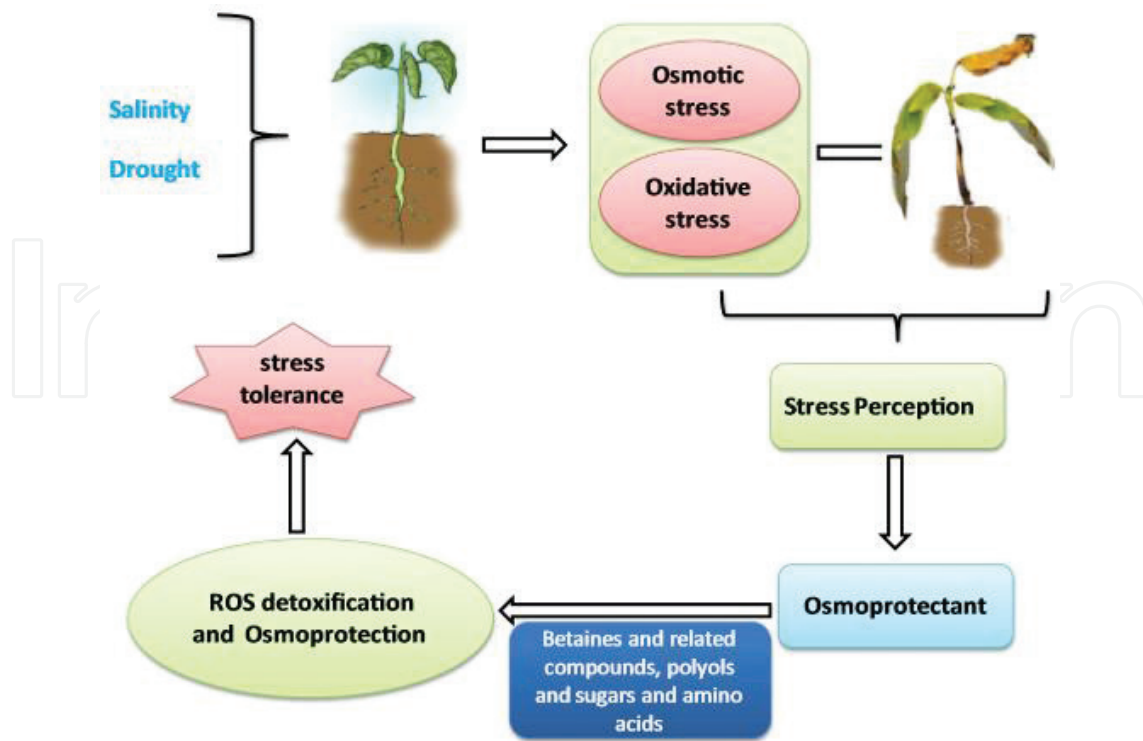 Salinity
Drought
Osmotic
stress
Oxidative
stress
Stress Perception
Osmoprotectant
Betaines and related
compounds, polyols
and sugars and amino
acids
ROS detoxification
and Osmoprotection
stress
tolerance